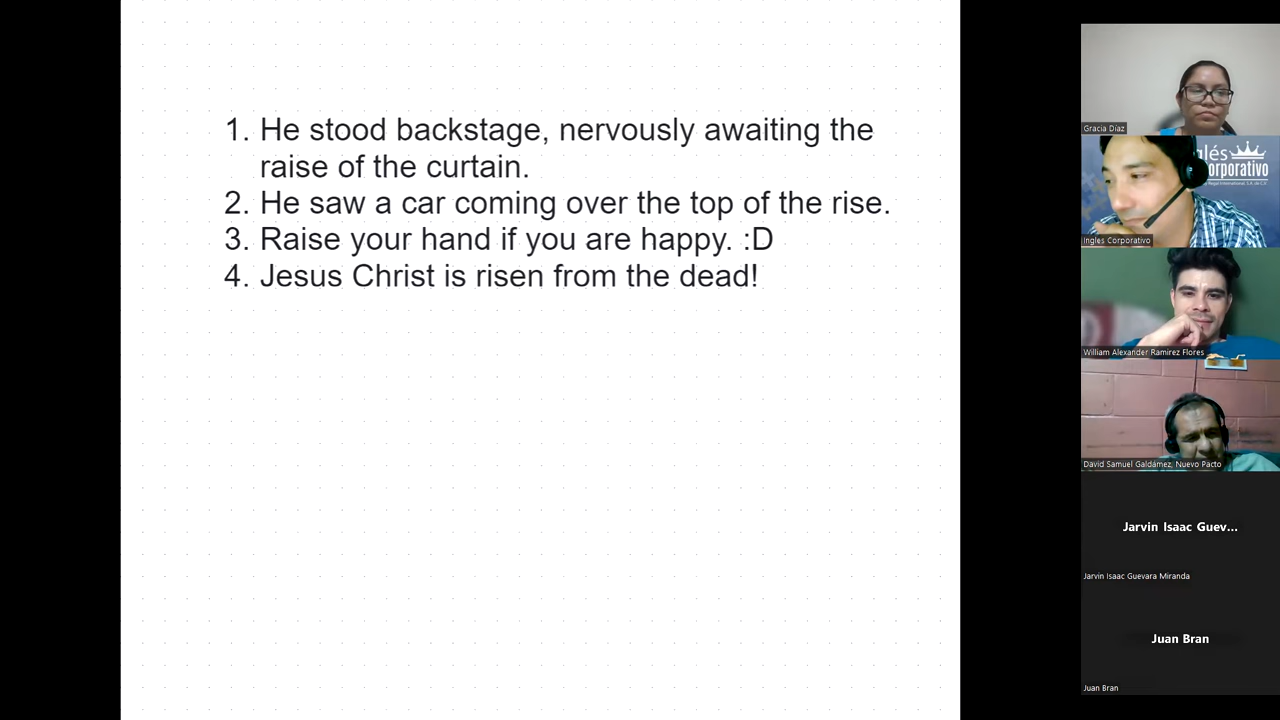 1. He stood backstage, nervously awaiting the
raise of the curtain.
2. He saw a car coming over the top of the rise.
3. Raise your hand if you are happy. :D
4. Jesus Christ is risen from the dead!
Gracia Díaz
glés
orporativo
Ingles Corporativo
William Alexander Ramirez Flores
David Samuel Galdámez, Nuevo Pacto
Jarvin Isaac Guev...
Jarvin Isaac Guevara Miranda
Juan Bran
Juan Bran